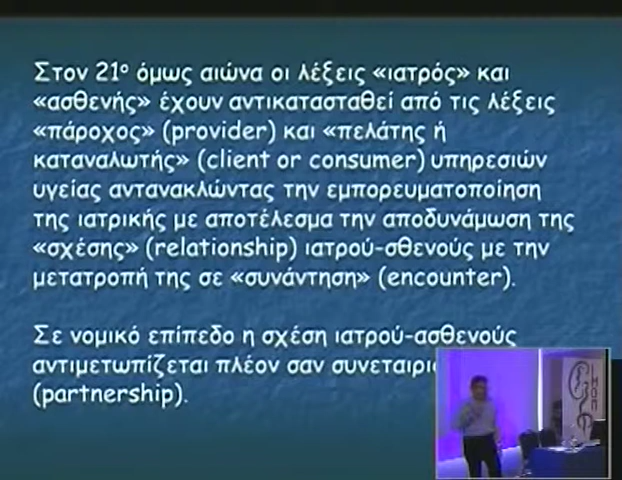 Στον 21ο όμως αιώνα οι λέξεις «ιατρός» και
«ασθενής» έχουν αντικατασταθεί από τις λέξεις
«πάροχος» (provider) και «πελάτης ή
καταναλωτής» (client or consumer) υπηρεσιών
υγείας αντανακλώντας την εμπορευματοποίηση
της ιατρικής με αποτέλεσμα την αποδυνάμωση της
«σχέσης» (relationship) ιατρού-σθενούς με την
μετατροπή της σε «συνάντηση» (encounter).
Σε νομικό επίπεδο η σχέση ιατρού-ασθενούς
αντιμετωπίζεται πλέον σαν
(partnership).